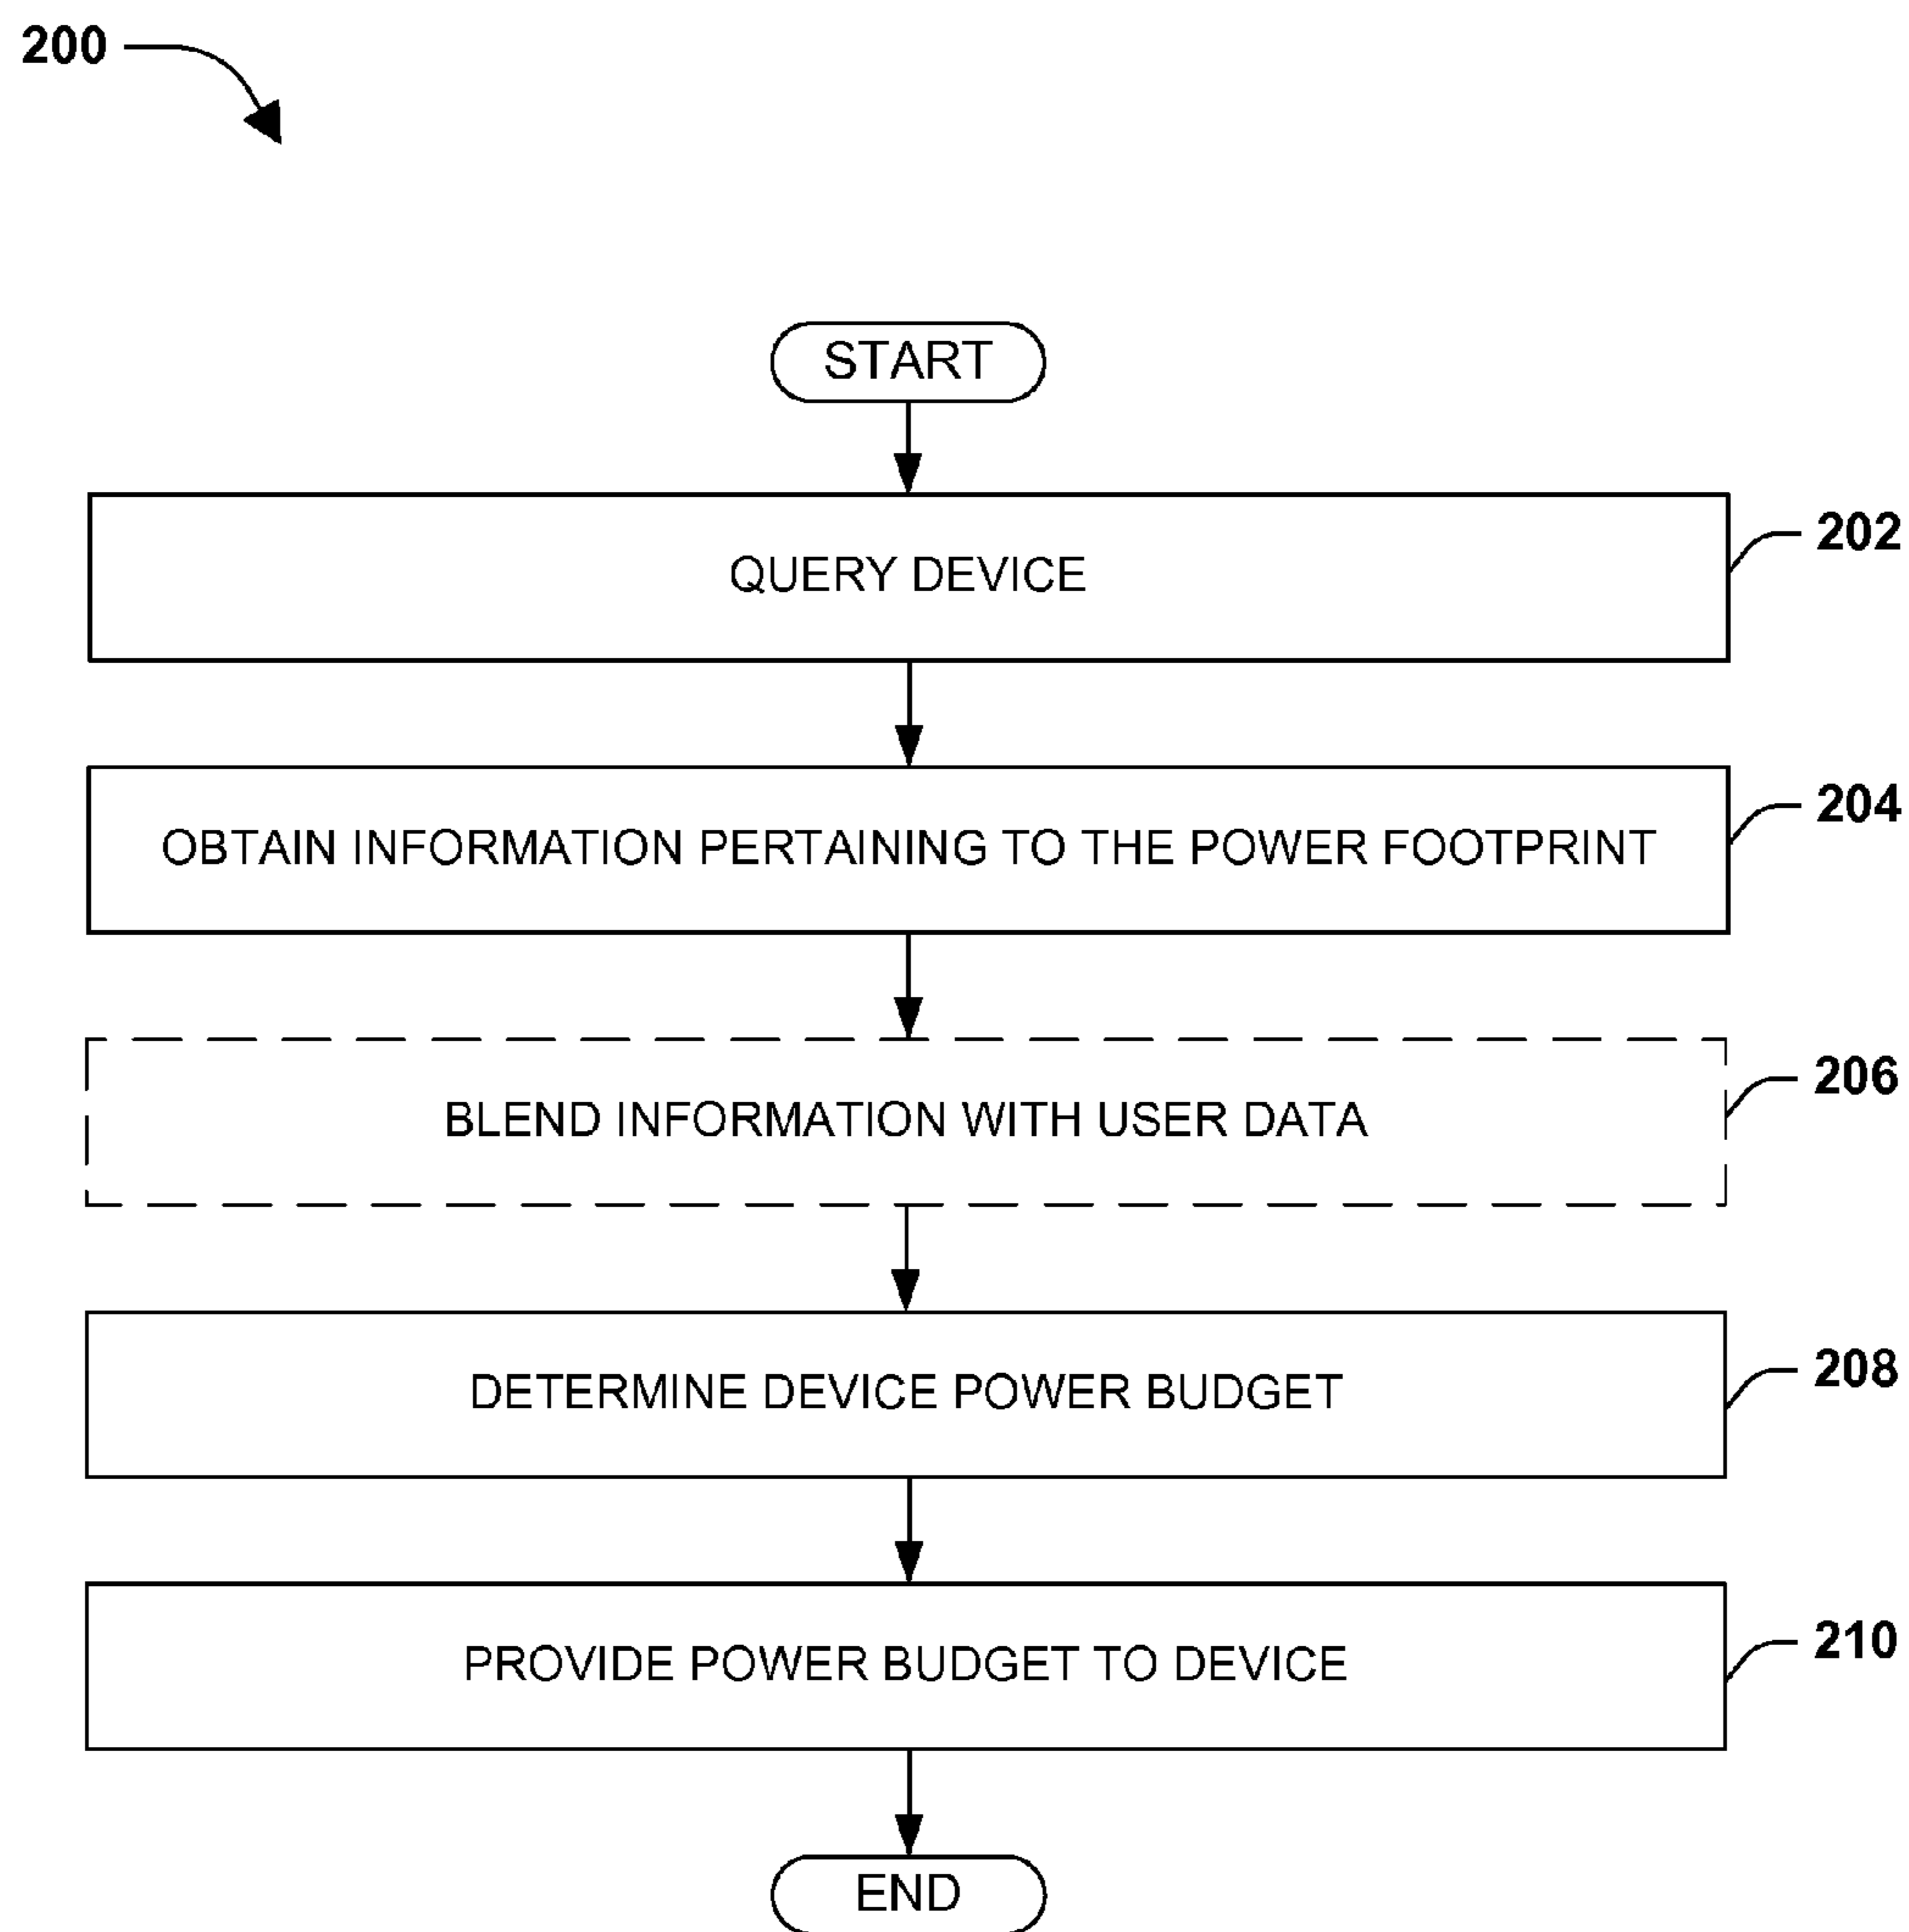 200
START
QUERY DEVICE
202
OBTAIN INFORMATION PERTAINING TO THE POWER FOOTPRINT
204
BLEND INFORMATION WITH USER DATA
206
DETERMINE DEVICE POWER BUDGET
208
PROVIDE POWER BUDGET TO DEVICE
210
END